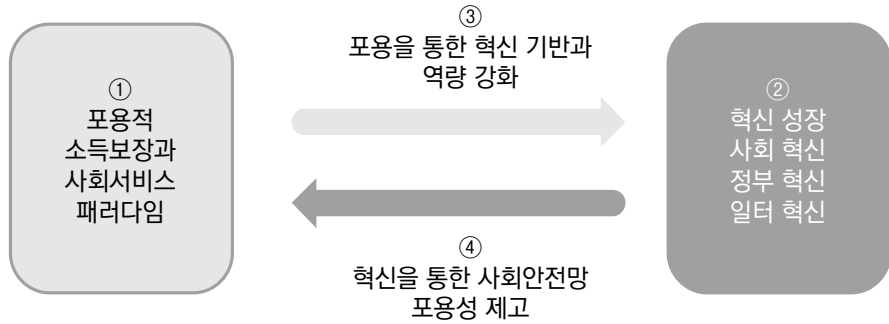 ①
포용적
소득보장과
사회서비스
패러다임
③
포용을 통한 혁신 기반과
역량 강화
④
혁신을 통한 사회안전망
포용성 제고
②
혁신 성장
사회 혁신
정부 혁신
일터 혁신